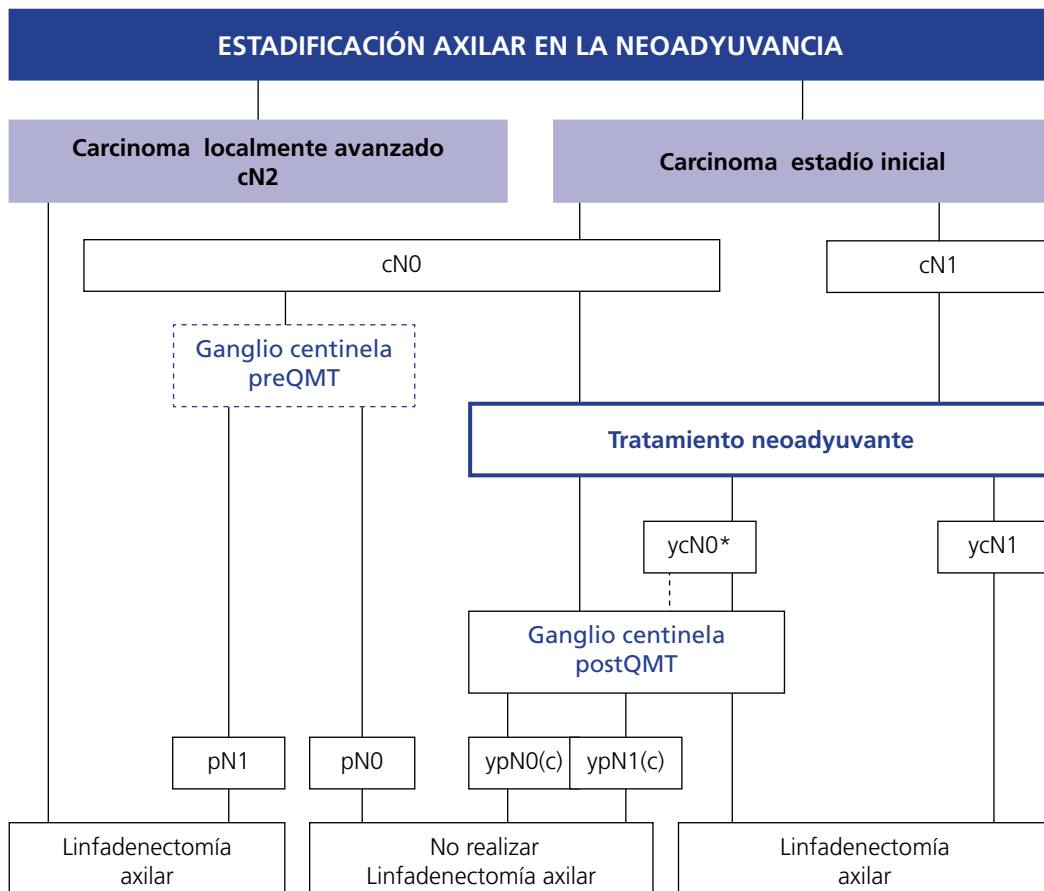 ESTADIFICACIÓN AXILAR EN LA NEOADYUVANCIA
Carcinoma localmente avanzado
cN2
Carcinoma estadío inicial
cN0
cN1
Ganglio centinela
preQMT
Tratamiento neoadyuvante
ycN0*
ycN1
Ganglio centinela
postQMT
pN1
pN0
ypN0(c)
ypN1(c)
Linfadenectomía
axilar
No realizar
Linfadenectomía axilar
Linfadenectomía
axilar